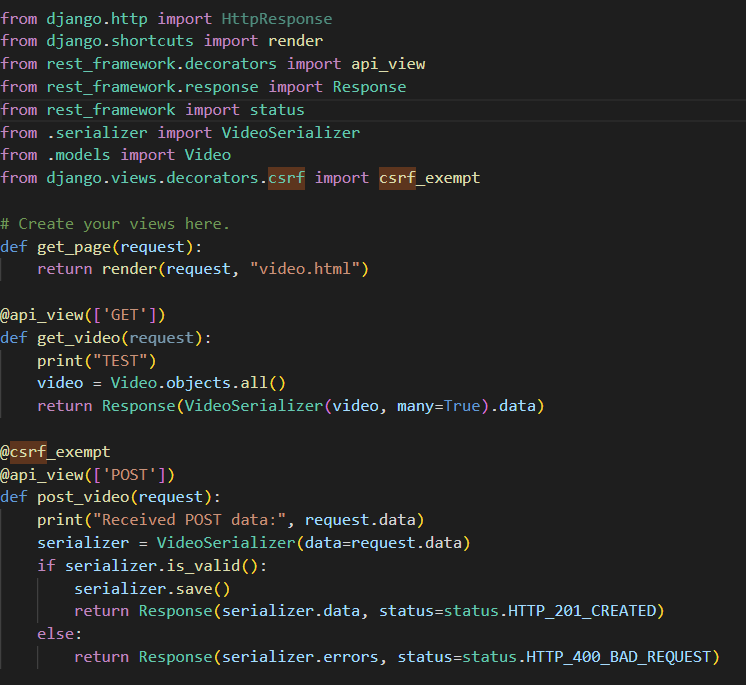 from django.http import HttpResponse
from django.shortcuts import render
from rest_framework.decorators import api_view
from rest_framework.response import Response
from rest_framework import status
from .serializer import VideoSerializer
from .models import Video
from django.views.decorators.csrf import csrf_exempt

# Create your views here.
def get_page(request):
    return render(request, "video.html")

@api_view(['GET'])
def get_video(request):
    print("TEST")
    video = Video.objects.all()
    return Response(VideoSerializer(video, many=True).data)

@csrf_exempt
@api_view(['POST'])
def post_video(request):
    print("Received POST data:", request.data)
    serializer = VideoSerializer(data=request.data)
    if serializer.is_valid():
        serializer.save()
        return Response(serializer.data, status=status.HTTP_201_CREATED)
    else:
        return Response(serializer.errors, status=status.HTTP_400_BAD_REQUEST)